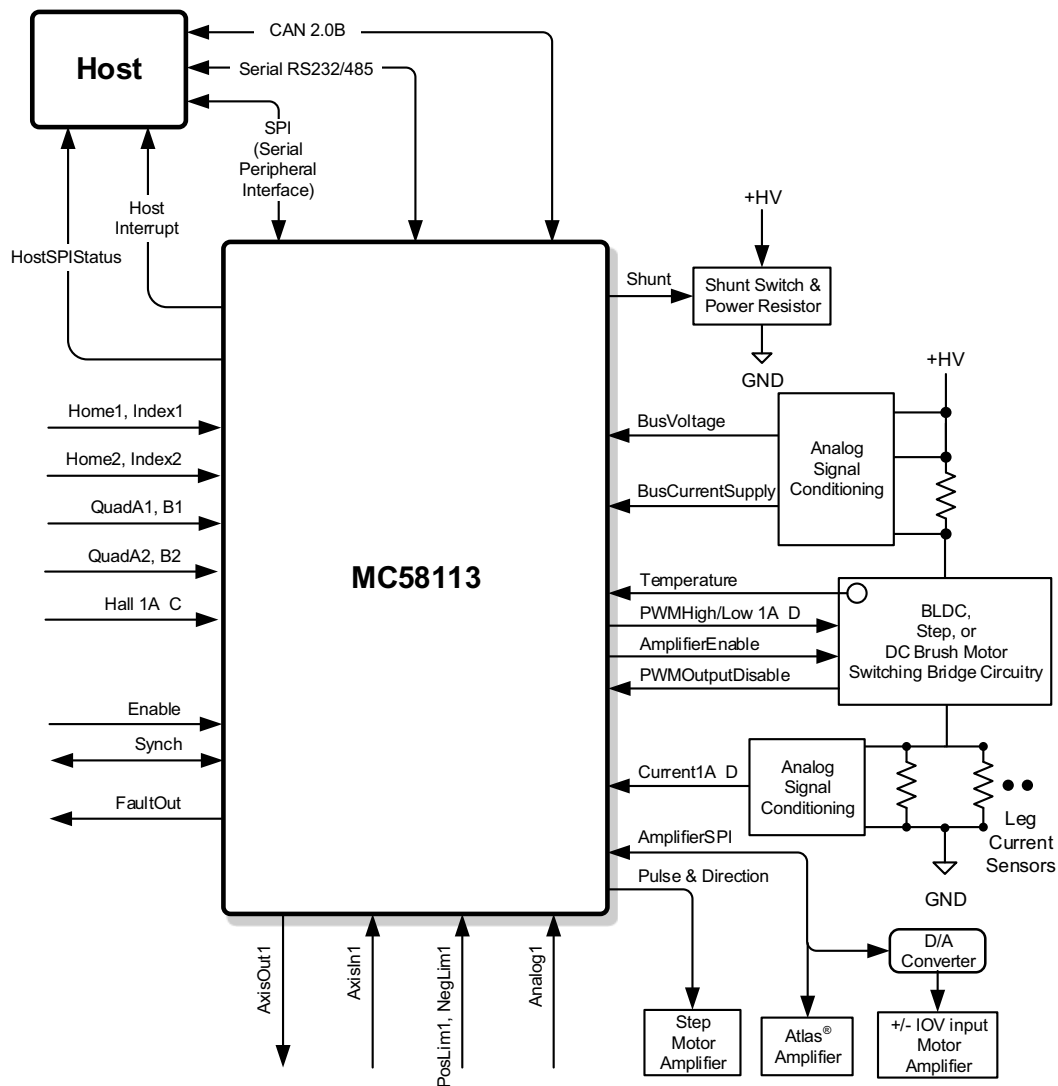 CAN 2.0B
Host
Serial RS232/485
SPI
(Serial
Peripheral
Interface)
Host
Interrupt
HostSPIStatus
+HV
Shunt
Shunt Switch &
Power Resistor
GND
+HV
Home1, Index1
BusVoltage
Analog
Signal
Conditioning
Home2, Index2
BusCurrentSupply
QuadA1, B1
QuadA2, B2
MC58113
Hall 1A C
Temperature
PWMHigh/Low 1A D
AmplifierEnable
PWMOutputDisable
BLDC,
Step, or
DC Brush Motor
Switching Bridge Circuitry
Enable
Synch
FaultOut
Current1A D
Analog
Signal
Conditioning
Leg
Current
Sensors
GND
AmplifierSPI
Pulse & Direction
D/A
Converter
AxisOut1
AxisIn1
PosLim1, NegLim1
Analog1
Step
Motor
Amplifier
Atlas®
Amplifier
+/- IOV input
Motor
Amplifier